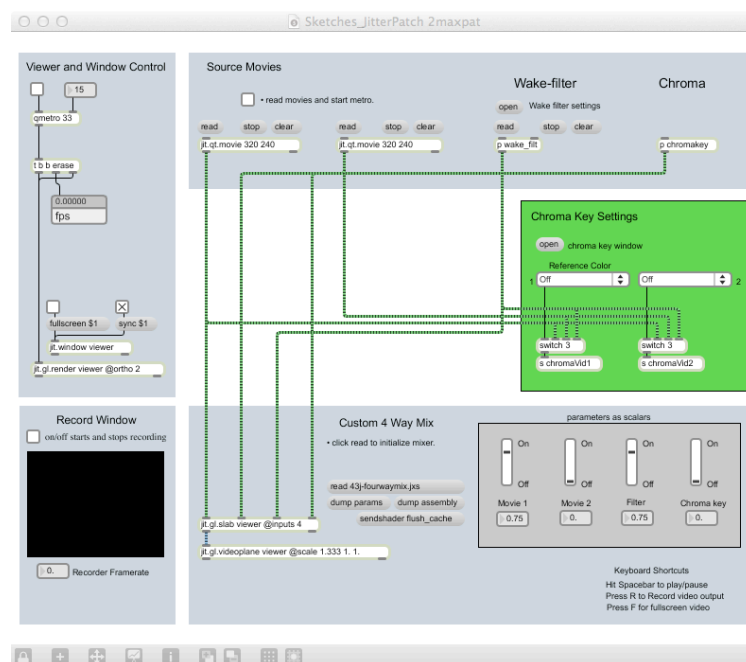 Sketches_JitterPatch 2maxpat
Viewer and Window Control
15
qmetro 33
t b b erase
0.00000
fps
fullscreen $1
sync $1
jit.window viewer
jit.gl.render viewer @ortho 2
Source Movies
• read movies and start metro.
read
stop
clear
jit.qt.movie 320 240
read
stop
clear
jit.qt.movie 320 240
Wake-filter
open
Wake filter settings
read
stop
clear
p wake_filt
Chroma
p chromakey
Chroma Key Settings
open
chroma key window
Reference Color
1
Off
Off
2
switch 3
switch 3
s chromaVid1
s chromaVid2
Record Window
on/off starts and stops recording
0.
Recorder Framerate
Custom 4 Way Mix
• click read to initialize mixer.
read 43j-fourwaymix.jxs
dump params
dump assembly
sendshader flush_cache
jit.gl.slab viewer @inputs 4
jit.gl.videoplane viewer @scale 1.333 1. 1.
parameters as scalars
On
On
On
On
Off
Off
Off
Off
Movie 1
Movie 2
Filter
Chroma key
0.75
0.
0.75
0.
Keyboard Shortcuts
Hit Spacebar to play/pause
Press R to Record video output
Press F for fullscreen video